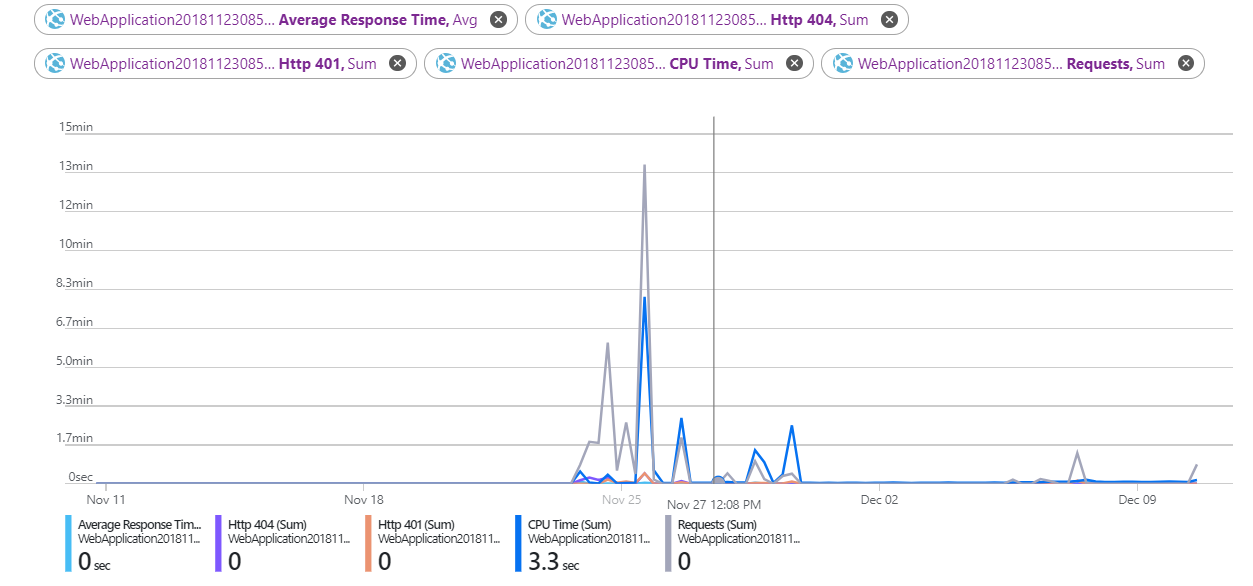 WebApplication20181123085... Average Response Time, Avg WebApplication20181123085... Http 404, Sum
WebApplication20181123085... Http 401, Sum WebApplication20181123085... CPU Time, Sum WebApplication20181123085... Requests, Sum
15min
13min
12min
10min
8.3min
6.7min
5.0min
3.3min
1.7min
0sec
Nov 11 Nov 18 Nov 25 Nov 27 12:08 PM Dec 02 Dec 09
Average Response Tim... Http 404 (Sum) Http 401 (Sum) CPU Time (Sum) Requests (Sum)
WebApplication201811... WebApplication201811... WebApplication201811... WebApplication201811... WebApplication201811...
0 sec 0 0 3.3 sec 0